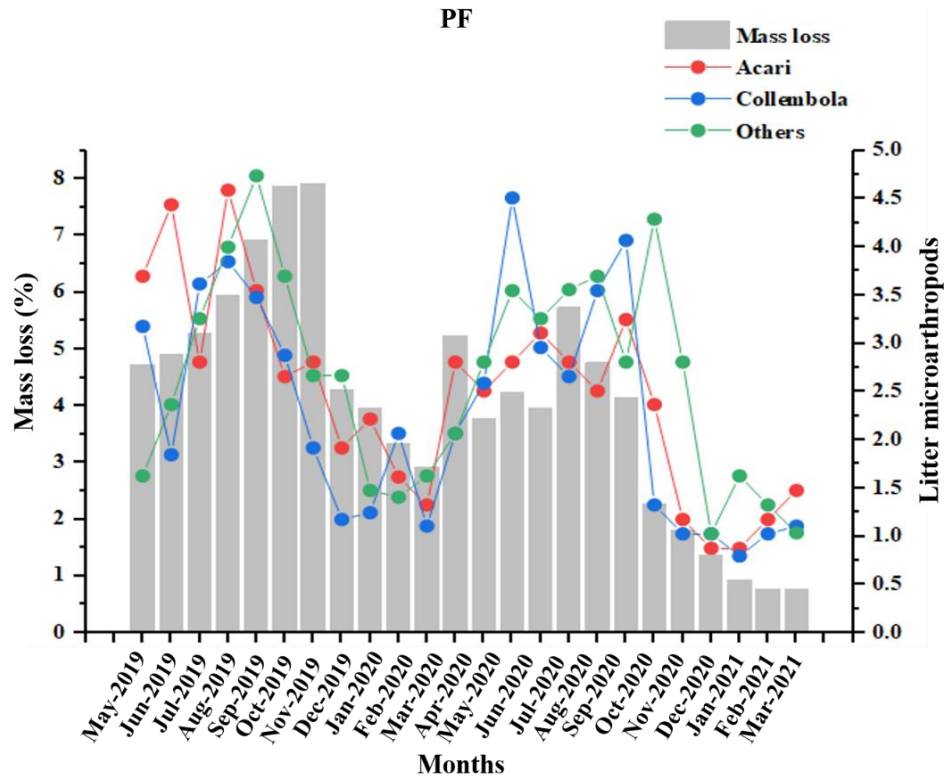 PF
Mass loss
Acari
Collembola
Others
Mass loss (%)
8
7
6
5
4
3
2
1
0
5.0
4.5
4.0
3.5
3.0
2.5
2.0
1.5
1.0
0.5
0.0
Litter microarthropods
May-2019
Jun-2019
Jul-2019
Aug-2019
Sep-2019
Oct-2019
Nov-2019
Dec-2019
Jan-2020
Feb-2020
Mar-2020
Apr-2020
May-2020
Jun-2020
Jul-2020
Aug-2020
Sep-2020
Oct-2020
Nov-2020
Dec-2020
Jan-2021
Feb-2021
Mar-2021
Months